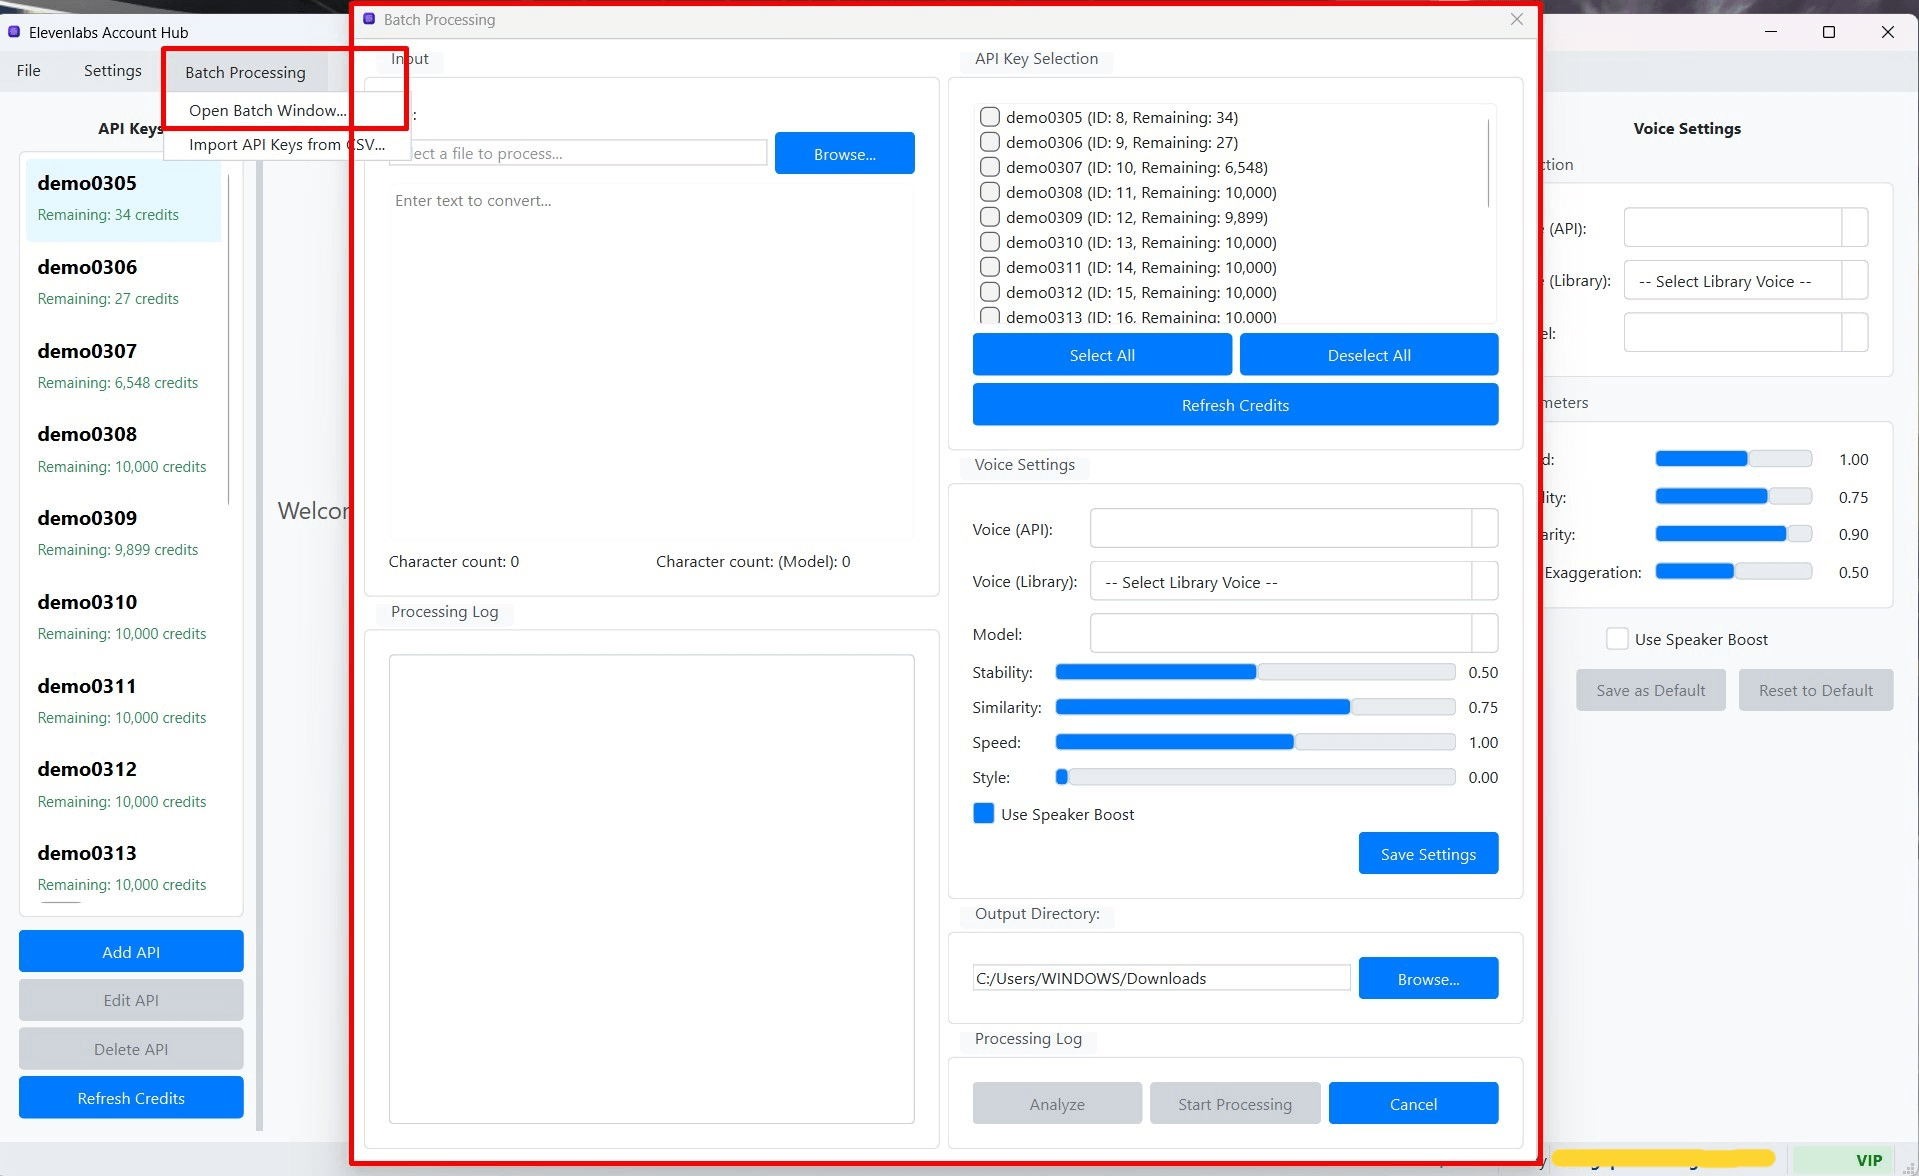 Elevenlabs Account Hub
File
Settings
Batch Processing
Open Batch Window...
Import API Keys from CSV...
API Keys
demo0305
Remaining: 34 credits
demo0306
Remaining: 27 credits
demo0307
Remaining: 6,548 credits
demo0308
Remaining: 10,000 credits
demo0309
Remaining: 9,899 credits
demo0310
Remaining: 10,000 credits
demo0311
Remaining: 10,000 credits
demo0312
Remaining: 10,000 credits
demo0313
Remaining: 10,000 credits
Add API
Edit API
Delete API
Refresh Credits
Batch Processing
Input
a file to process...
Browse...
Enter text to convert...
Character count: 0
Character count: (Model): 0
Processing Log
API Key Selection
demo0305 (ID: 8, Remaining: 34)
demo0306 (ID: 9, Remaining: 27)
demo0307 (ID: 10, Remaining: 6,548)
demo0308 (ID: 11, Remaining: 10,000)
demo0309 (ID: 12, Remaining: 9,899)
demo0310 (ID: 13, Remaining: 10,000)
demo0311 (ID: 14, Remaining: 10,000)
demo0312 (ID: 15, Remaining: 10,000)
demo0313 (ID: 16, Remaining: 10,000)
Select All
Deselect All
Refresh Credits
Voice Settings
Voice (API):
Voice (Library):
-- Select Library Voice --
Model:
Stability:
0.50
Similarity:
0.75
Speed:
1.00
Style:
0.00
Use Speaker Boost
Save Settings
Output Directory:
C:/Users/WINDOWS/Downloads
Browse...
Processing Log
Analyze
Start Processing
Cancel
Voice Settings
(API):
(Library):
-- Select Library Voice --
1.00
0.75
0.90
Exaggeration:
0.50
Use Speaker Boost
Save as Default
Reset to Default
VIP